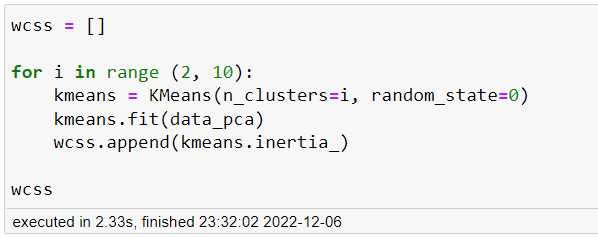 wcss = []
for i in range (2, 10):
    kmeans = KMeans(n_clusters=i, random_state=0)
    kmeans.fit(data_pca)
    wcss.append(kmeans.inertia_)
wcss
executed in 2.33s, finished 23:32:02 2022-12-06